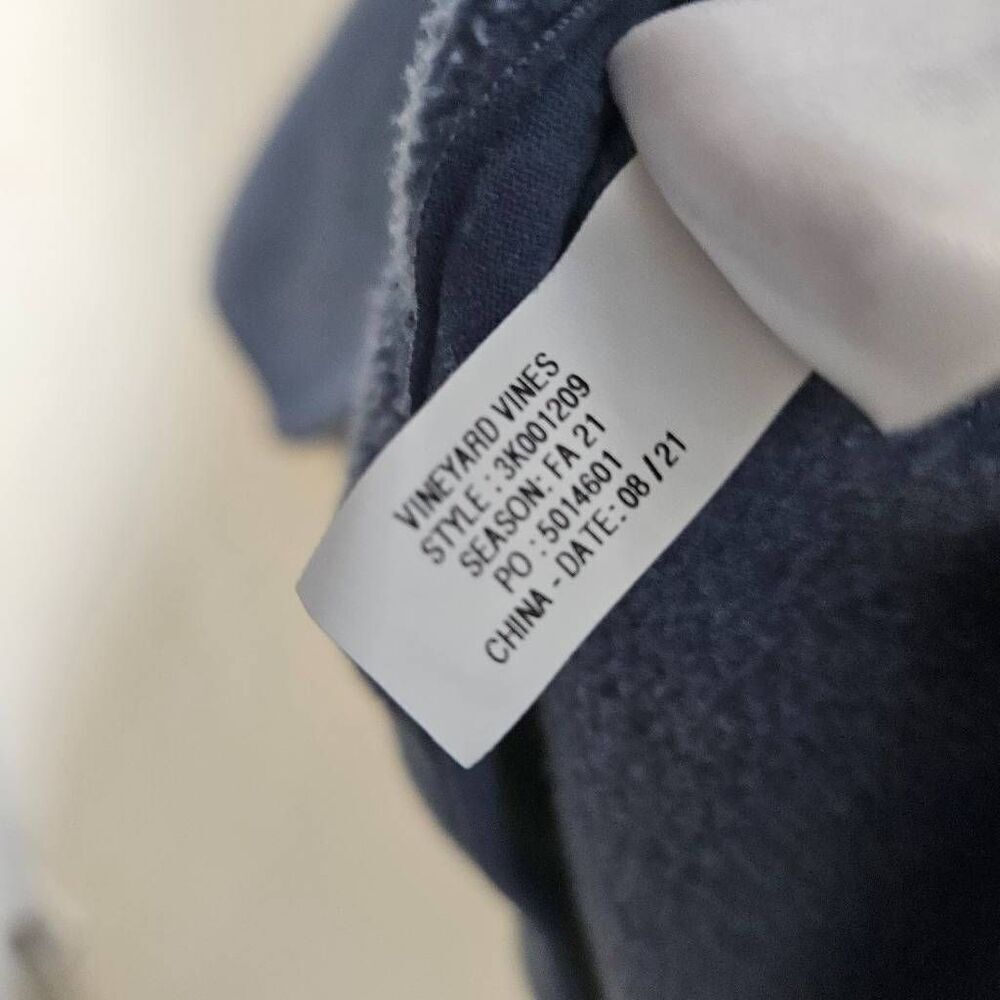 VINEYARD VINES
STYLE : 3K001209
SEASON: FA 21
PO : 5014601
CHINA - DATE: 08 / 21